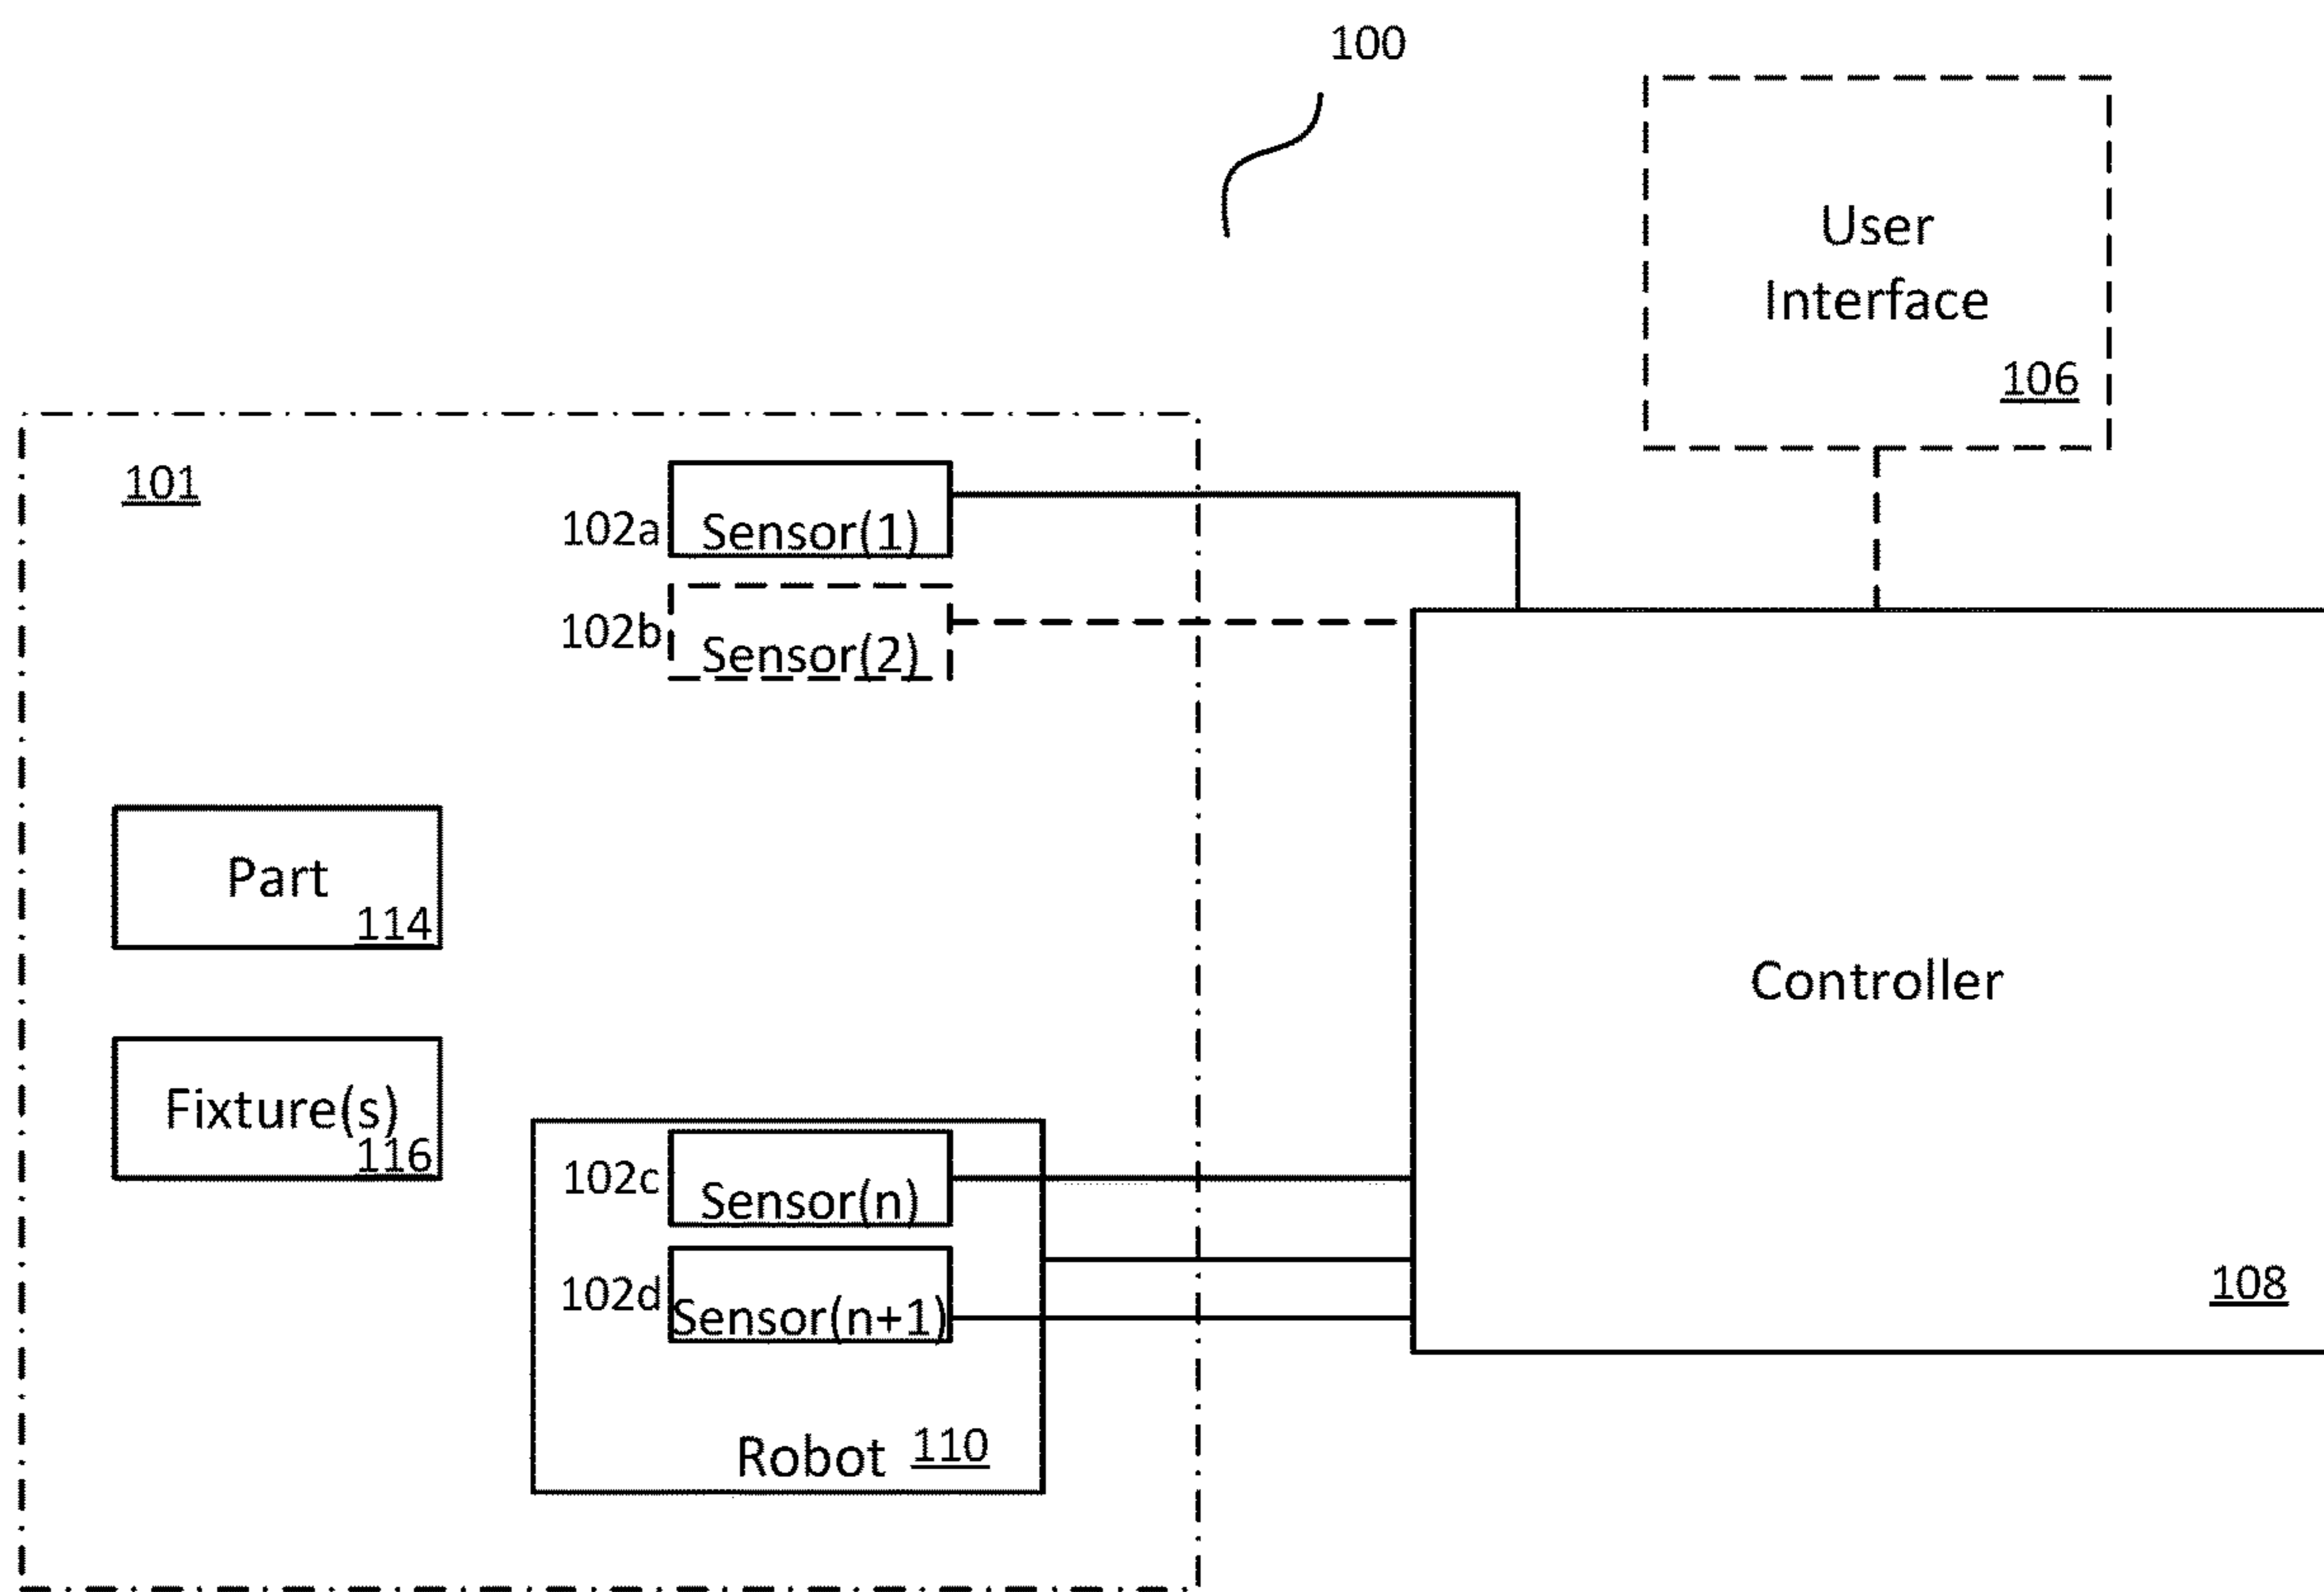 100
User
Interface
106
101
102a
Sensor(1)
102b
Sensor(2)
Part
114
Controller
Fixture(s)
116
102c
Sensor(n)
102d
Sensor(n+1)
108
Robot 110